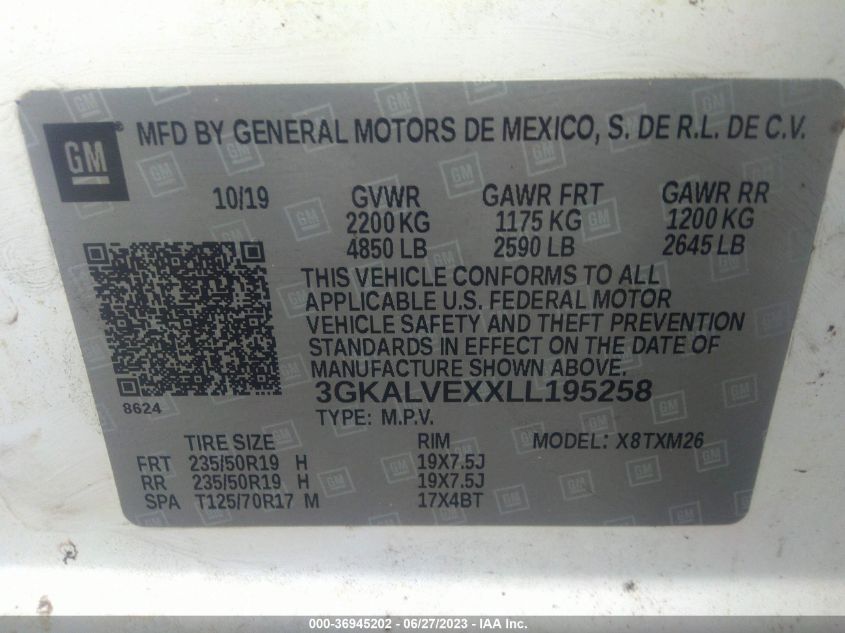 GM ® MFD BY GENERAL MOTORS DE MEXICO, S. DE R.L. DE C.V.
10/19 GVWR GAWR FRT GAWR RR
2200 KG 1175 KG 1200 KG
4850 LB 2590 LB 2645 LB
THIS VEHICLE CONFORMS TO ALL
APPLICABLE U.S. FEDERAL MOTOR
VEHICLE SAFETY AND THEFT PREVENTION
STANDARDS IN EFFECT ON THE DATE OF
MANUFACTURE SHOWN ABOVE.
3GKALVEXXLL195258
8624
TYPE: M.P.V.
TIRE SIZE RIM MODEL: X8TXM26
FRT 235/50R19 H 19X7.5J
RR 235/50R19 H 19X7.5J
SPA T125/70R17 M 17X4BT
000-36945202 - 06/27/2023 - IAA Inc.